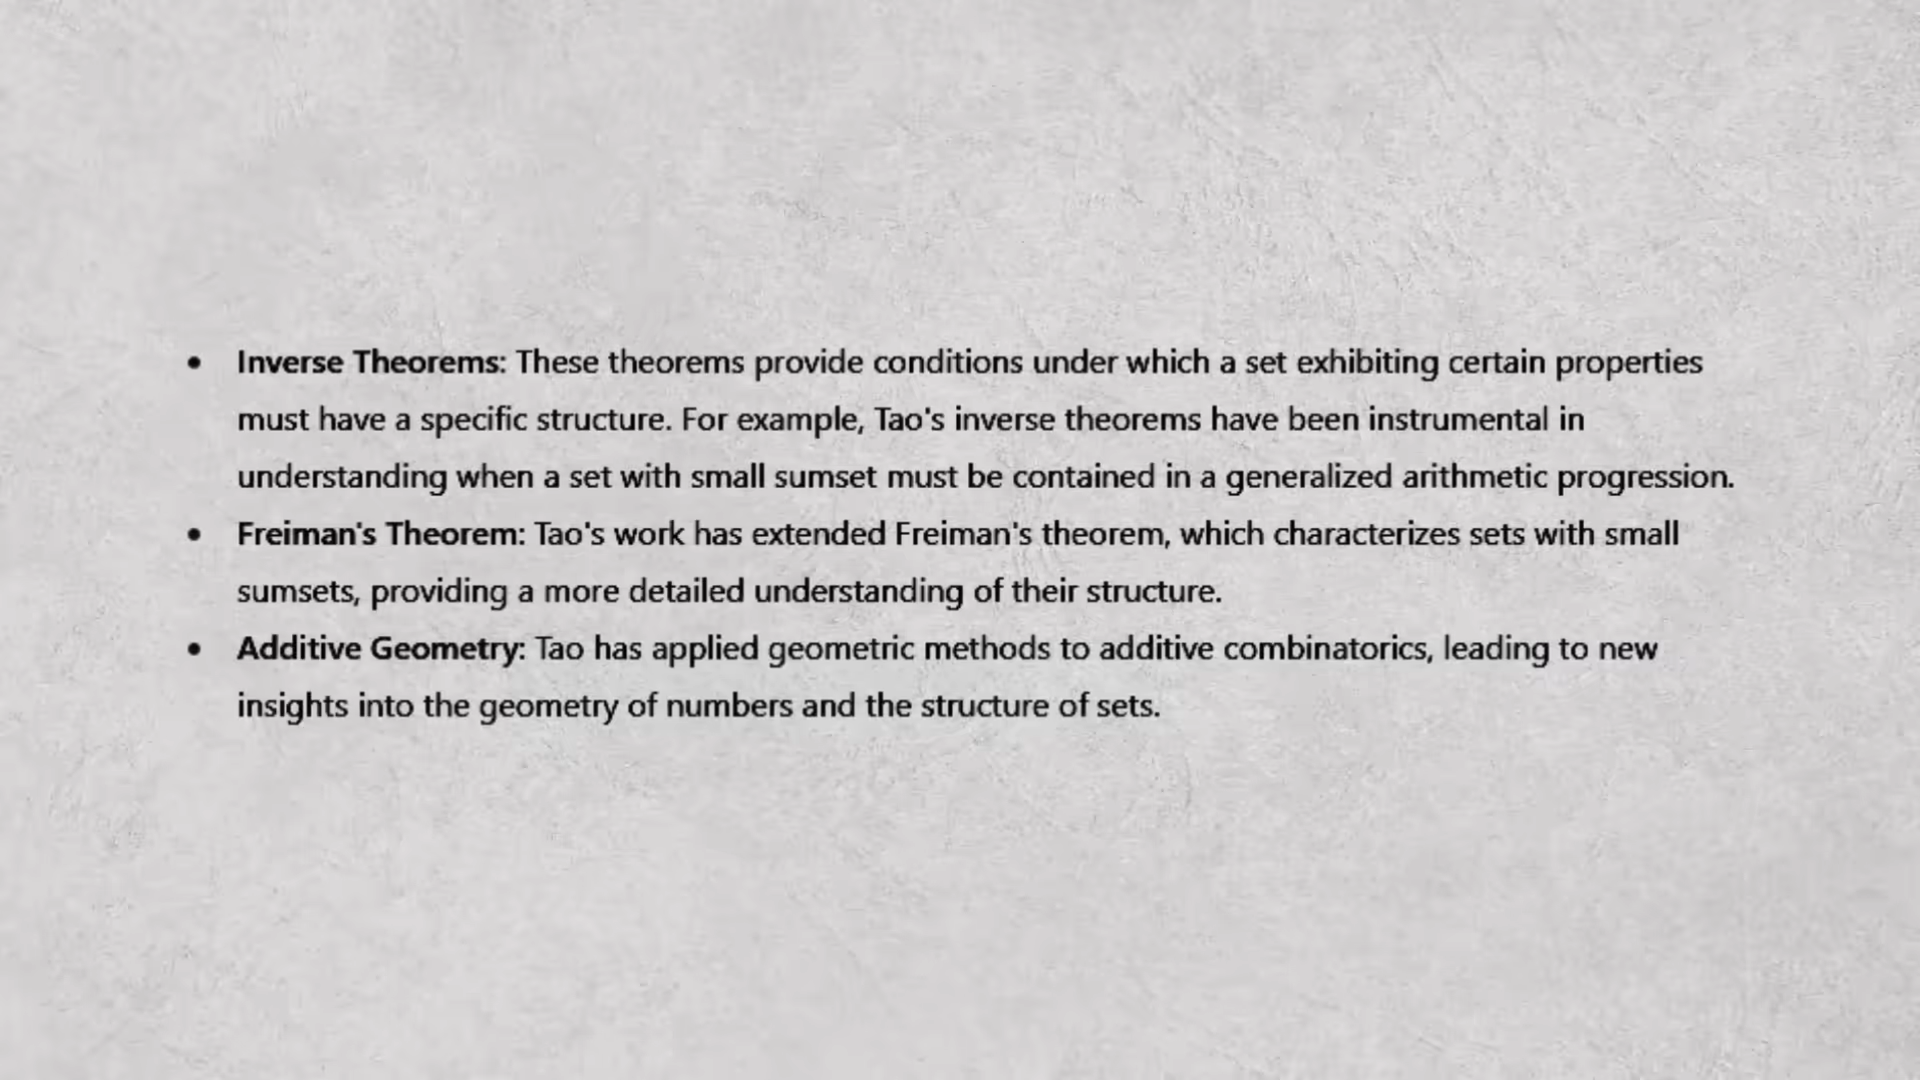 • Inverse Theorems: These theorems provide conditions under which a set exhibiting certain properties
must have a specific structure. For example, Tao's inverse theorems have been instrumental in
understanding when a set with small sumset must be contained in a generalized arithmetic progression.
• Freiman's Theorem: Tao's work has extended Freiman's theorem, which characterizes sets with small
sumsets, providing a more detailed understanding of their structure.
• Additive Geometry: Tao has applied geometric methods to additive combinatorics, leading to new
insights into the geometry of numbers and the structure of sets.